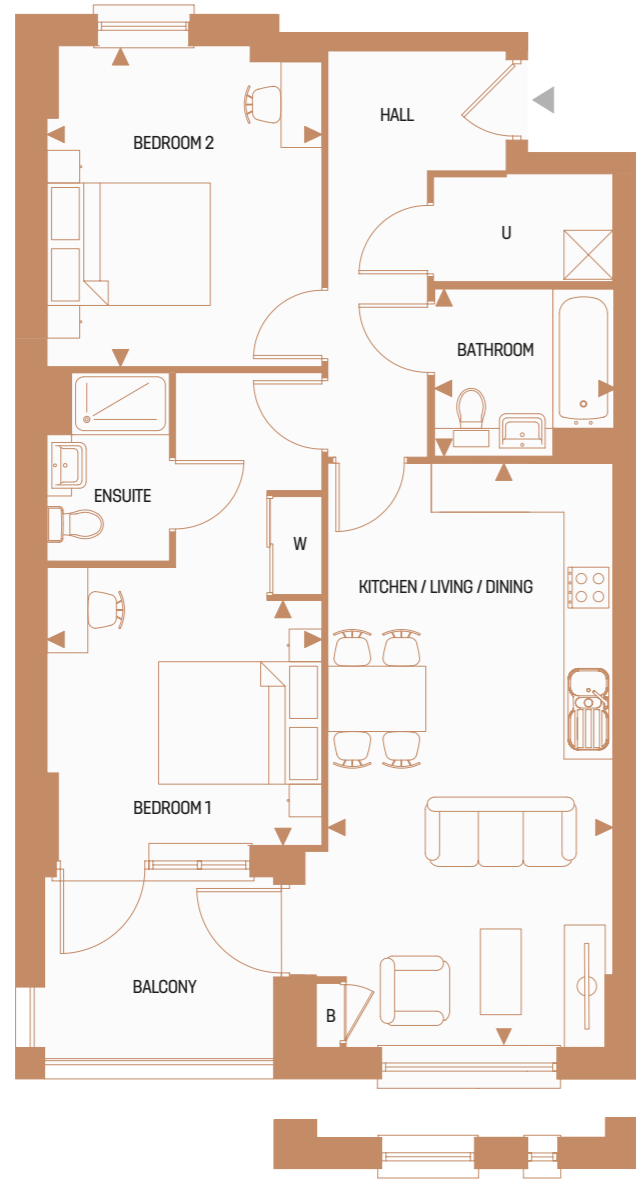 HALL
BEDROOM 2
U
BATHROOM
ENSUITE
W
KITCHEN / LIVING / DINING
BEDROOM 1
BALCONY
B